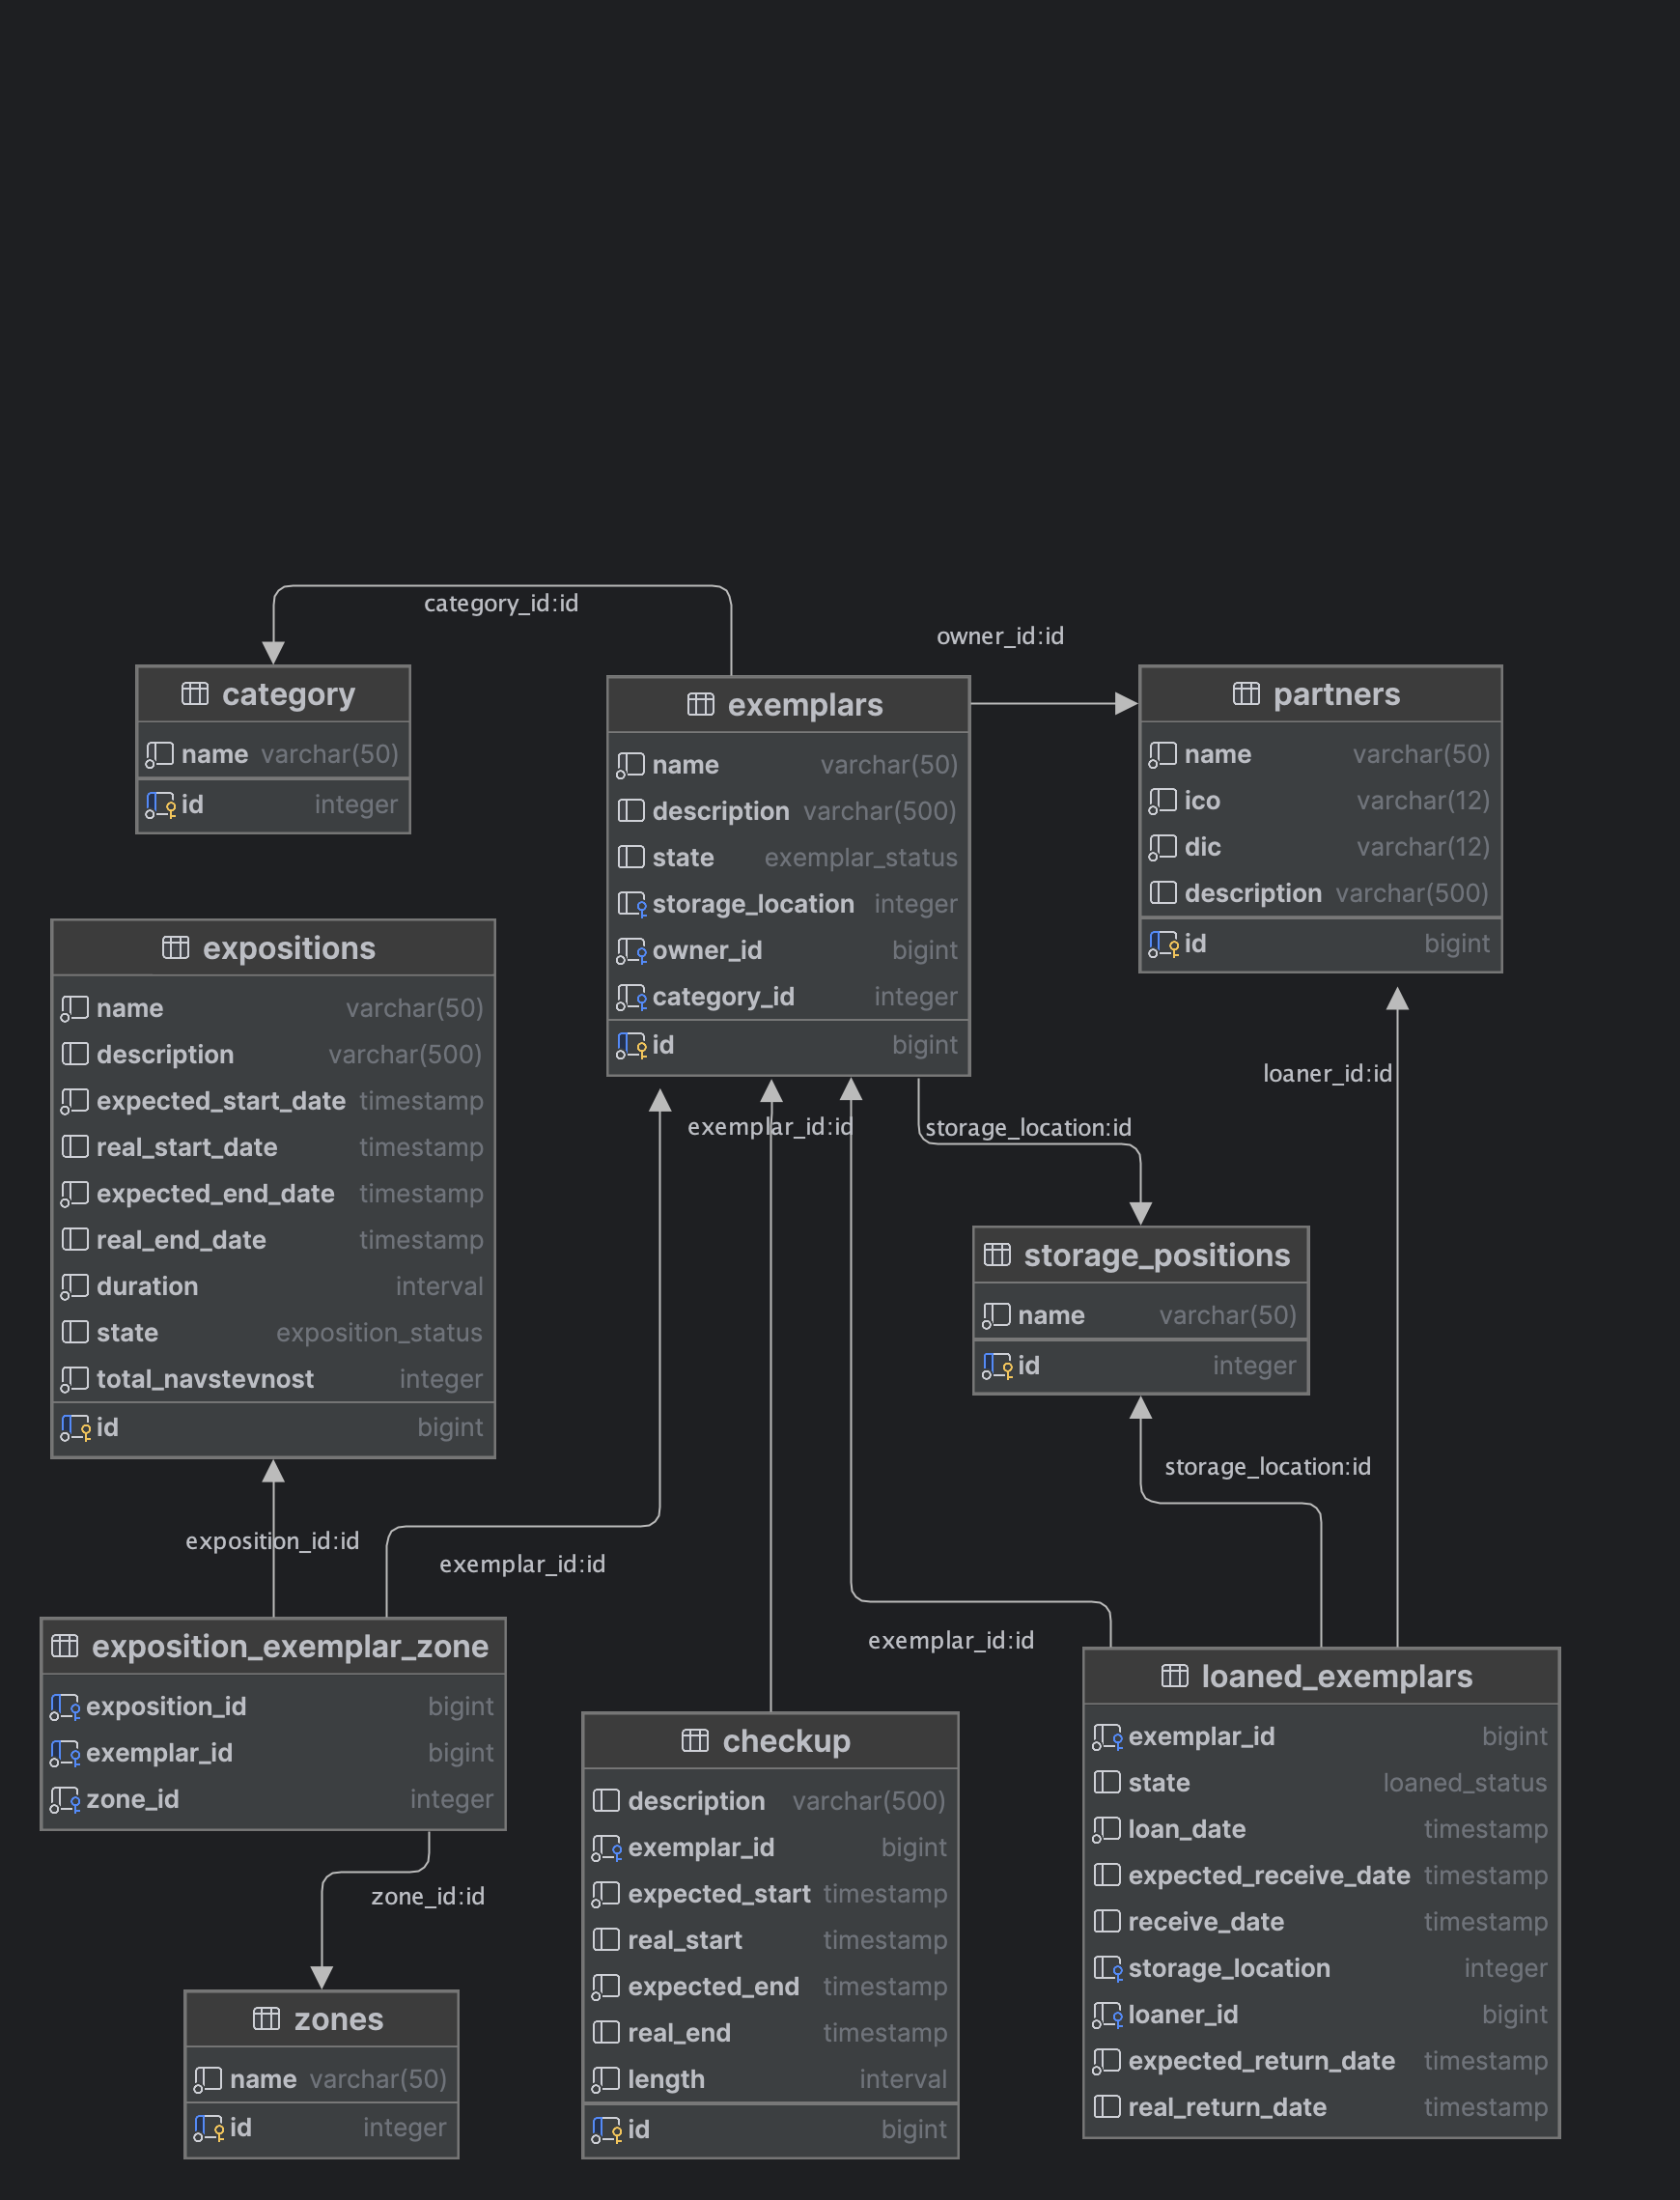 category_id:id
owner_id:id
category
name varchar(50)
id integer
exemplars
name varchar(50)
description varchar(500)
state exemplar_status
storage_location integer
owner_id bigint
category_id integer
id bigint
partners
name varchar(50)
ico varchar(12)
dic varchar(12)
description varchar(500)
id bigint
expositions
name varchar(50)
description varchar(500)
expected_start_date timestamp
real_start_date timestamp
expected_end_date timestamp
real_end_date timestamp
duration interval
state exposition_status
total_navstevnost integer
id bigint
loaner_id:id
exemplar_id:id
storage_location:id
storage_positions
name varchar(50)
id integer
storage_location:id
exposition_id:id
exemplar_id:id
exemplar_id:id
exposition_exemplar_zone
exposition_id bigint
exemplar_id bigint
zone_id integer
zone_id:id
checkup
description varchar(500)
exemplar_id bigint
expected_start timestamp
real_start timestamp
expected_end timestamp
real_end timestamp
length interval
id bigint
loaned_exemplars
exemplar_id bigint
state loaned_status
loan_date timestamp
expected_receive_date timestamp
receive_date timestamp
storage_location integer
loaner_id bigint
expected_return_date timestamp
real_return_date timestamp
zones
name varchar(50)
id integer